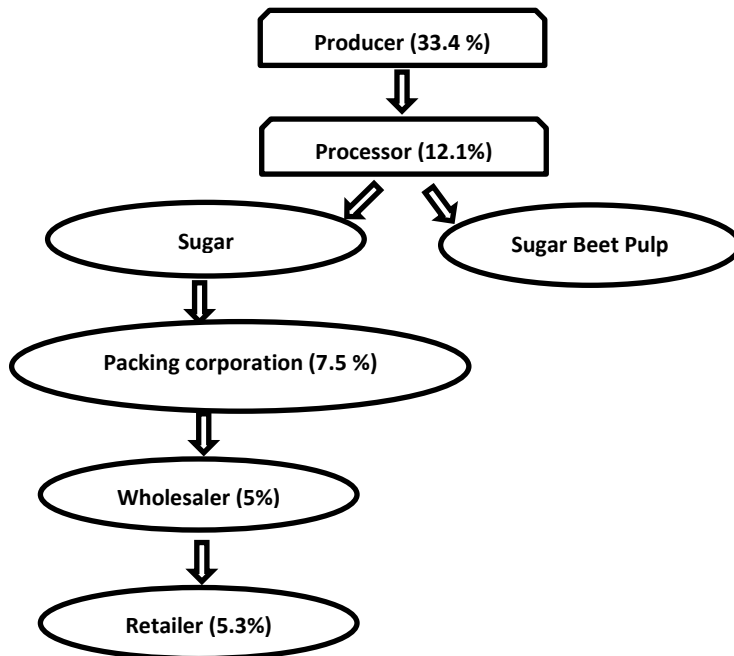 Producer (33.4 %)
Processor (12.1%)
Sugar
Sugar Beet Pulp
Packing corporation (7.5 %)
Wholesaler (5%)
Retailer (5.3%)